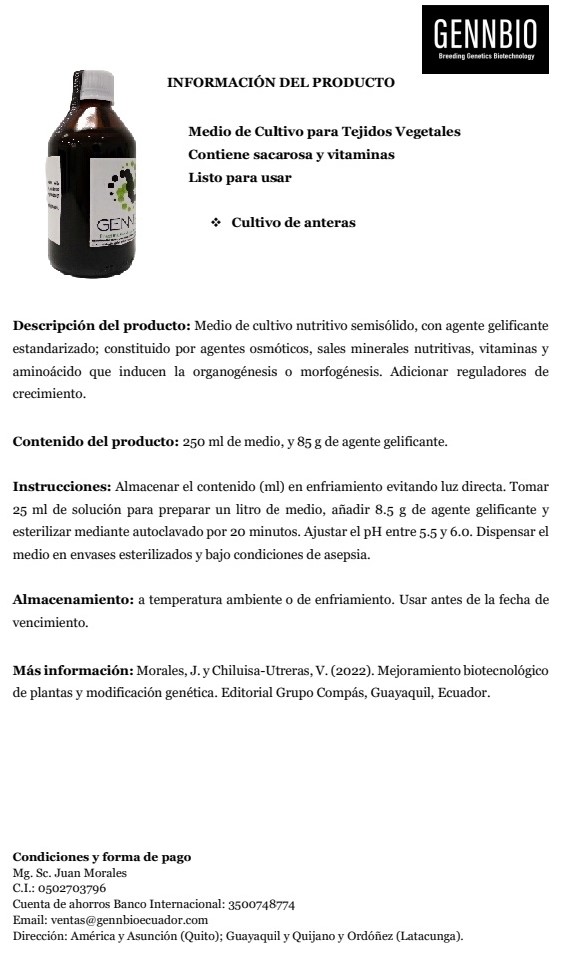 GENNBIO
Breeding Genetics Biotechnology
INFORMACIÓN DEL PRODUCTO
Medio de Cultivo para Tejidos Vegetales
Contiene sacarosa y vitaminas
Listo para usar
❖ Cultivo de anteras
Descripción del producto: Medio de cultivo nutritivo semisólido, con agente gelificante
estandarizado; constituido por agentes osmóticos, sales minerales nutritivas, vitaminas y
aminoácido que inducen la organogénesis o morfogénesis. Adicionar reguladores de
crecimiento.
Contenido del producto: 250 ml de medio, y 85 g de agente gelificante.
Instrucciones: Almacenar el contenido (ml) en enfriamiento evitando luz directa. Tomar
25 ml de solución para preparar un litro de medio, añadir 8.5 g de agente gelificante y
esterilizar mediante autoclavado por 20 minutos. Ajustar el pH entre 5.5 y 6.0. Dispensar el
medio en envases esterilizados y bajo condiciones de asepsia.
Almacenamiento: a temperatura ambiente o de enfriamiento. Usar antes de la fecha de
vencimiento.
Más información: Morales, J. y Chiluisa-Utreras, V. (2022). Mejoramiento biotecnológico
de plantas y modificación genética. Editorial Grupo Compás, Guayaquil, Ecuador.
Condiciones y forma de pago
Mg. Sc. Juan Morales
C.I.: 0502703796
Cuenta de ahorros Banco Internacional: 3500748774
Email: ventas@gennbioecuador.com
Dirección: América y Asunción (Quito); Guayaquil y Quijano y Ordóñez (Latacunga).